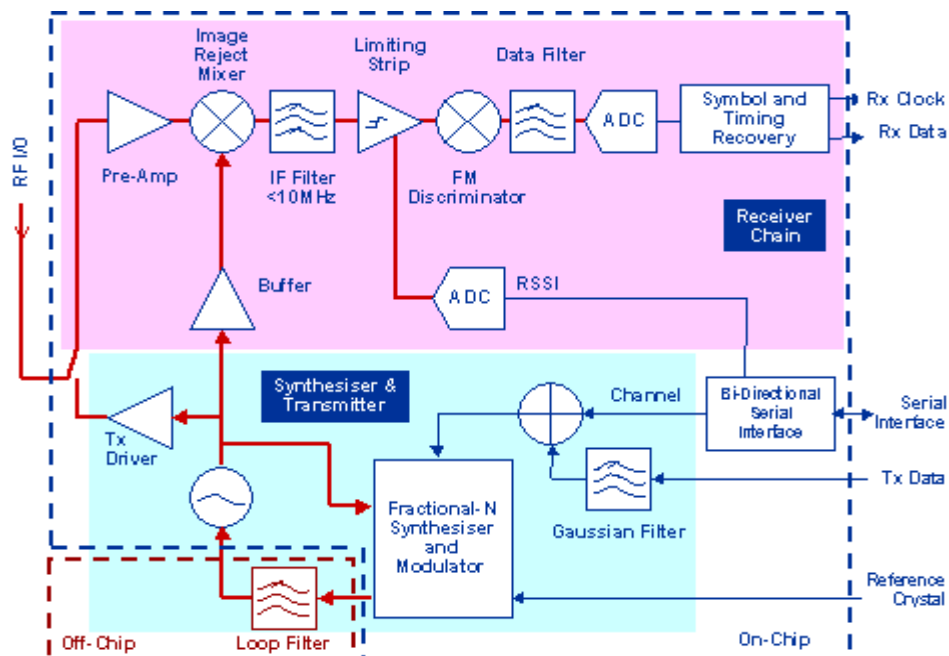 Image
Reject
Mixer
Limiting
Strip
Data Filter
ADC
Symbol and
Timing
Recovery
Rx Clock
Rx Data
RF I/O
Pre-Amp
IF Filter
<10MHz
FM
Discriminator
Receiver
Chain
Buffer
ADC
RSSI
Synthesiser &
Transmitter
Channel
Bi-Directional
Serial
Interface
Serial
Interface
Tx
Driver
Fractional-N
Synthesiser
and
Modulator
Gaussian Filter
Tx Data
Reference
Crystal
Off-Chip
Loop Filter
On-Chip